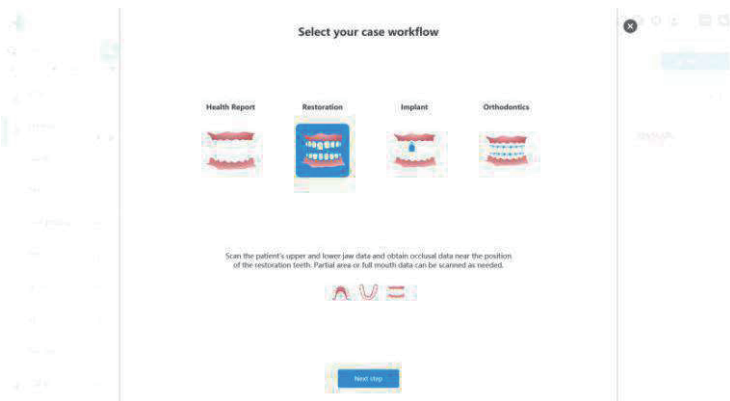 Select your case workflow
Health Report
Restoration
Implant
Orthodontics
Scan the patient's upper and lower jaw data and obtain occlusal data near the position
of the restoration teeth. Partial area or full mouth data can be scanned as needed.
Next step